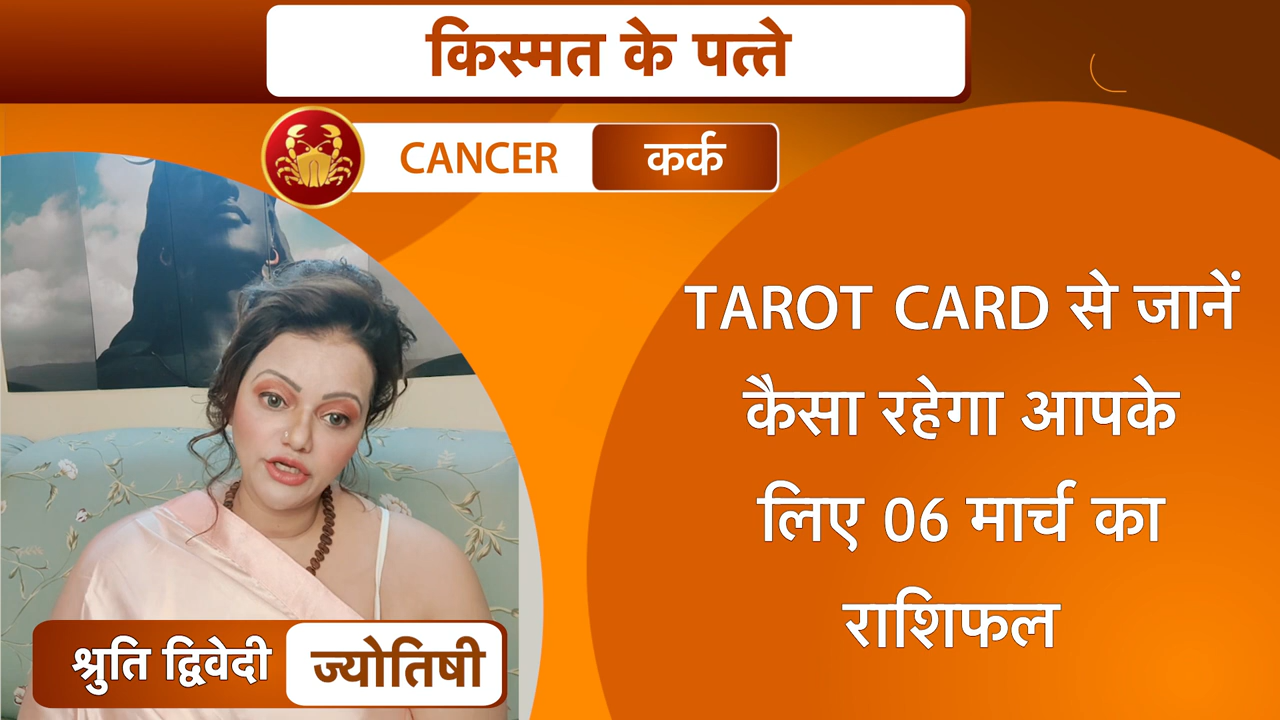 किस्मत के पत्ते
CANCER कर्क
TAROT CARD से जानें
कैसा रहेगा आपके
लिए 06 मार्च का
राशिफल
श्रुति द्विवेदी ज्योतिषी